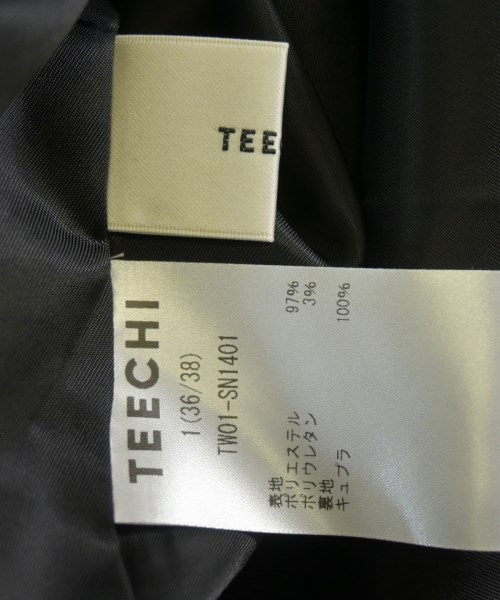 TEE
TEECHI
1(36/38)
TW01-SN1401
表地
ポリエステル 97%
ポリウレタン 3%
裏地
キュプラ 100%